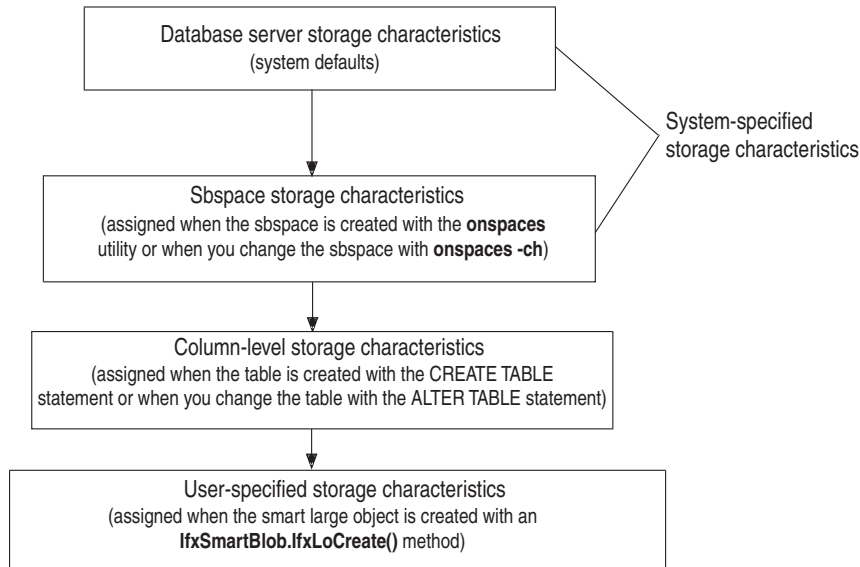 Database server storage characteristics
(system defaults)
System-specified
storage characteristics
Sbspace storage characteristics
(assigned when the sbspace is created with the onspaces
utility or when you change the sbspace with onspaces -ch)
Column-level storage characteristics
(assigned when the table is created with the CREATE TABLE
statement or when you change the table with the ALTER TABLE statement)
User-specified storage characteristics
(assigned when the smart large object is created with an
IfxSmartBlob.IfxLoCreate() method)